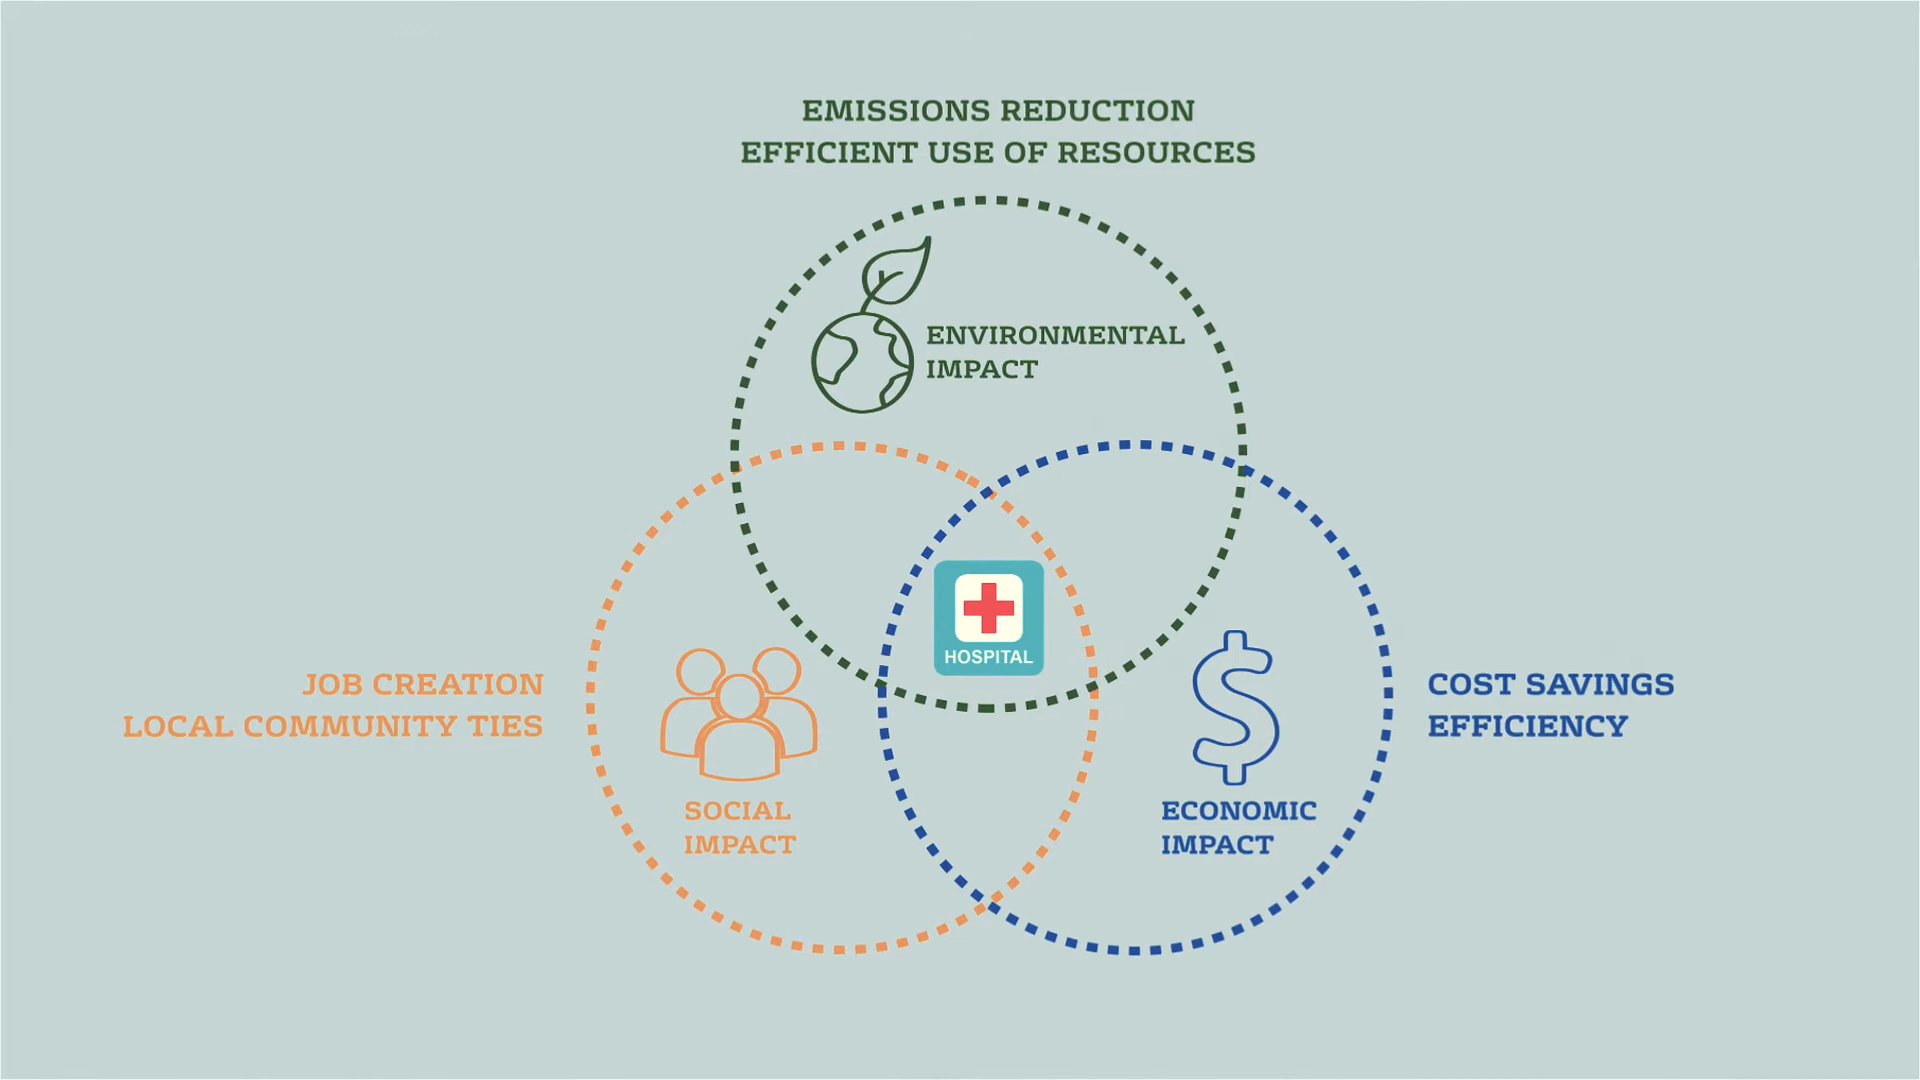 EMISSIONS REDUCTION
EFFICIENT USE OF RESOURCES
ENVIRONMENTAL
IMPACT
HOSPITAL
JOB CREATION
LOCAL COMMUNITY TIES
SOCIAL
IMPACT
ECONOMIC
IMPACT
COST SAVINGS
EFFICIENCY